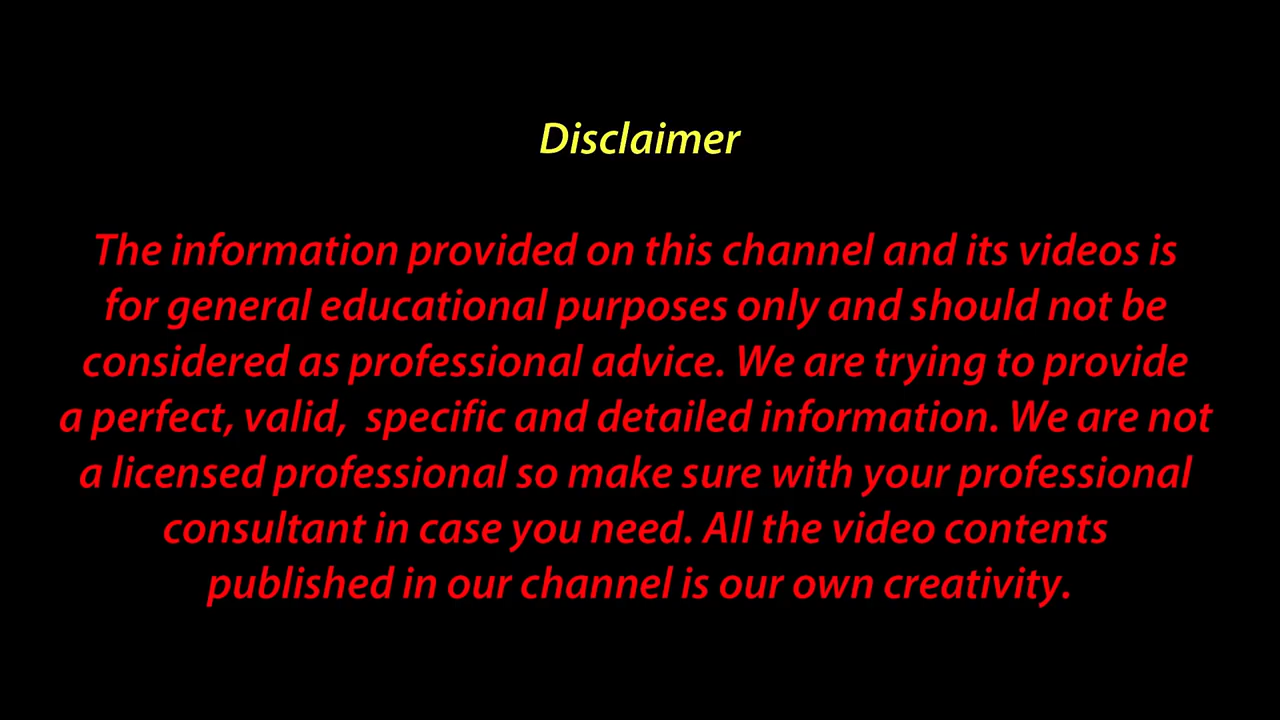 Disclaimer
The information provided on this channel and its videos is
for general educational purposes only and should not be
considered as professional advice. We are trying to provide
a perfect, valid,  specific and detailed information. We are not
a licensed professional so make sure with your professional
consultant in case you need. All the video contents
published in our channel is our own creativity.